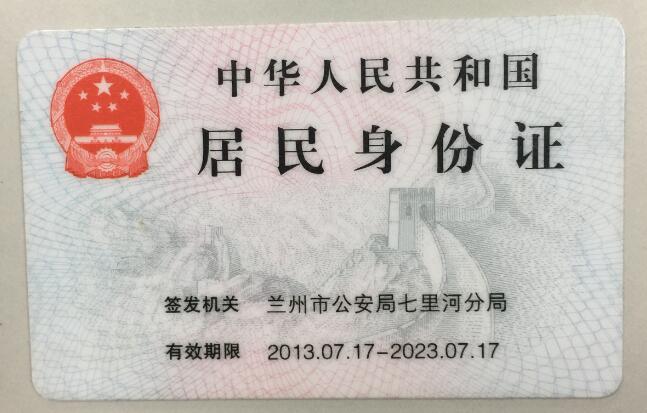 中华人民共和国
居民身份证
签发机关 兰州市公安局七里河分局
有效期限 2013.07.17-2023.07.17